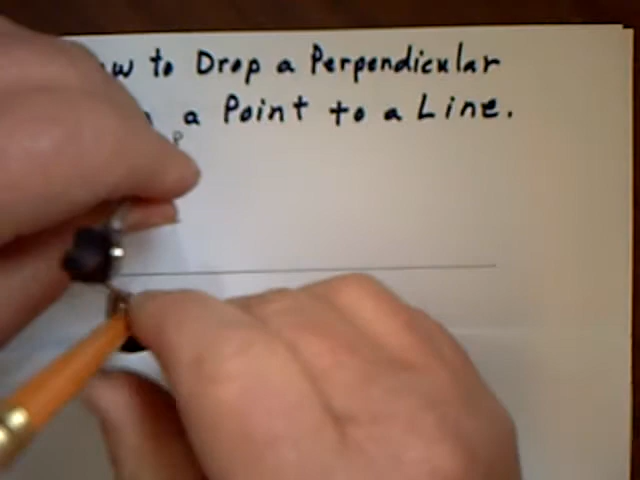 to Drop a Perpendicular
a Point to a Line.
P